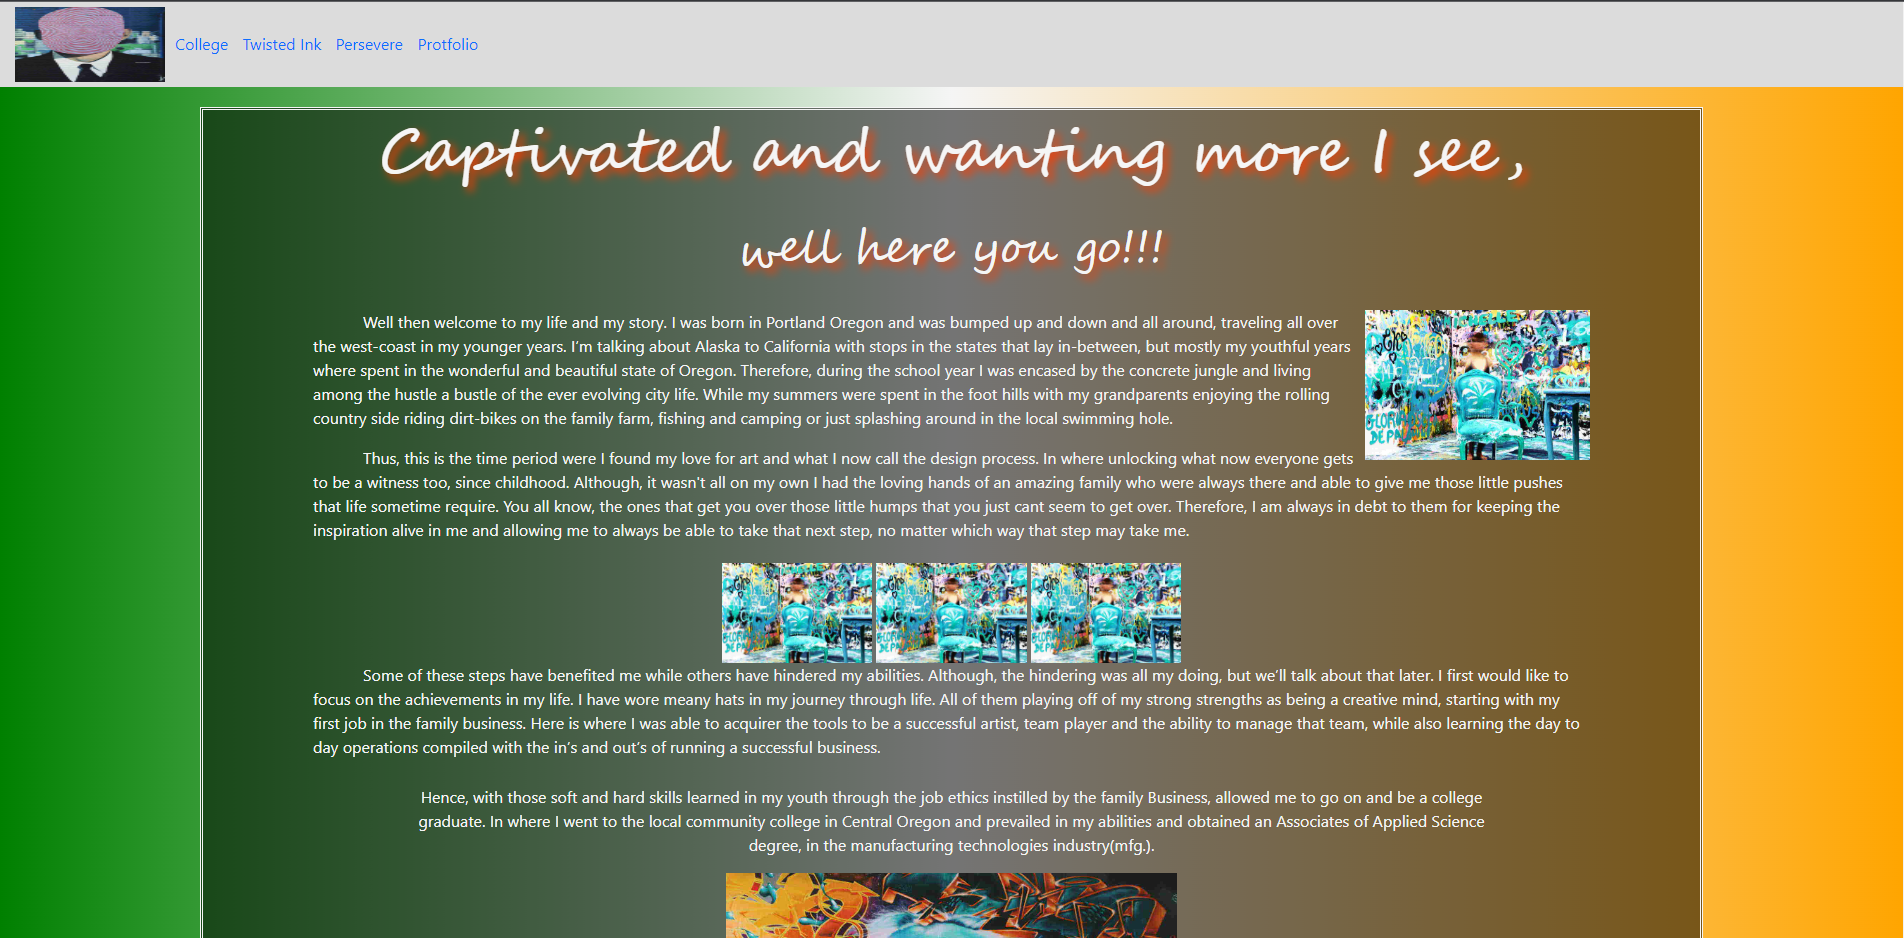 College Twisted Ink Persevere Protfolio
Captivated and wanting more I see,
well here you go!!!
Well then welcome to my life and my story. I was born in Portland Oregon and was bumped up and down and all around, traveling all over
the west-coast in my younger years. I’m talking about Alaska to California with stops in the states that lay in-between, but mostly my youthful years
where spent in the wonderful and beautiful state of Oregon. Therefore, during the school year I was encased by the concrete jungle and living
among the hustle a bustle of the ever evolving city life. While my summers were spent in the foot hills with my grandparents enjoying the rolling
country side riding dirt-bikes on the family farm, fishing and camping or just splashing around in the local swimming hole.
Thus, this is the time period were I found my love for art and what I now call the design process. In where unlocking what now everyone gets
to be a witness too, since childhood. Although, it wasn't all on my own I had the loving hands of an amazing family who were always there and able to give me those little pushes
that life sometime require. You all know, the ones that get you over those little humps that you just cant seem to get over. Therefore, I am always in debt to them for keeping the
inspiration alive in me and allowing me to always be able to take that next step, no matter which way that step may take me.
Some of these steps have benefited me while others have hindered my abilities. Although, the hindering was all my doing, but we’ll talk about that later. I first would like to
focus on the achievements in my life. I have wore meany hats in my journey through life. All of them playing off of my strong strengths as being a creative mind, starting with my
first job in the family business. Here is where I was able to acquirer the tools to be a successful artist, team player and the ability to manage that team, while also learning the day to
day operations compiled with the in’s and out’s of running a successful business.
Hence, with those soft and hard skills learned in my youth through the job ethics instilled by the family Business, allowed me to go on and be a college
graduate. In where I went to the local community college in Central Oregon and prevailed in my abilities and obtained an Associates of Applied Science
degree, in the manufacturing technologies industry(mfg.).